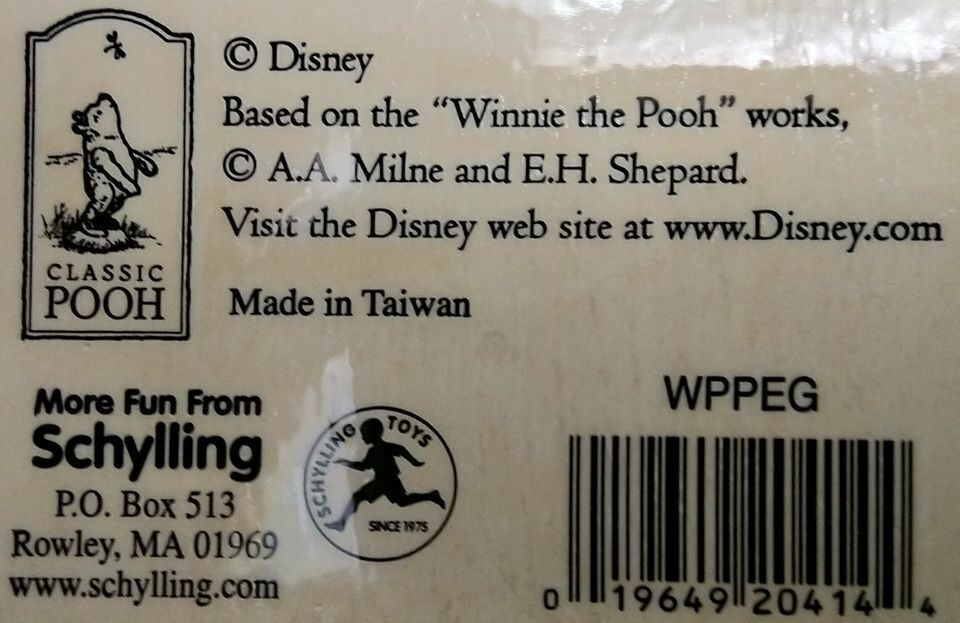 © Disney
Based on the “Winnie the Pooh” works,
© A.A. Milne and E.H. Shepard.
Visit the Disney web site at www.Disney.com
CLASSIC
POOH
Made in Taiwan
More Fun From
Schylling
P.O. Box 513
Rowley, MA 01969
www.schylling.com
SCHYLLING TOYS
SINCE 1975
WPPEG
0 19649 20414 4